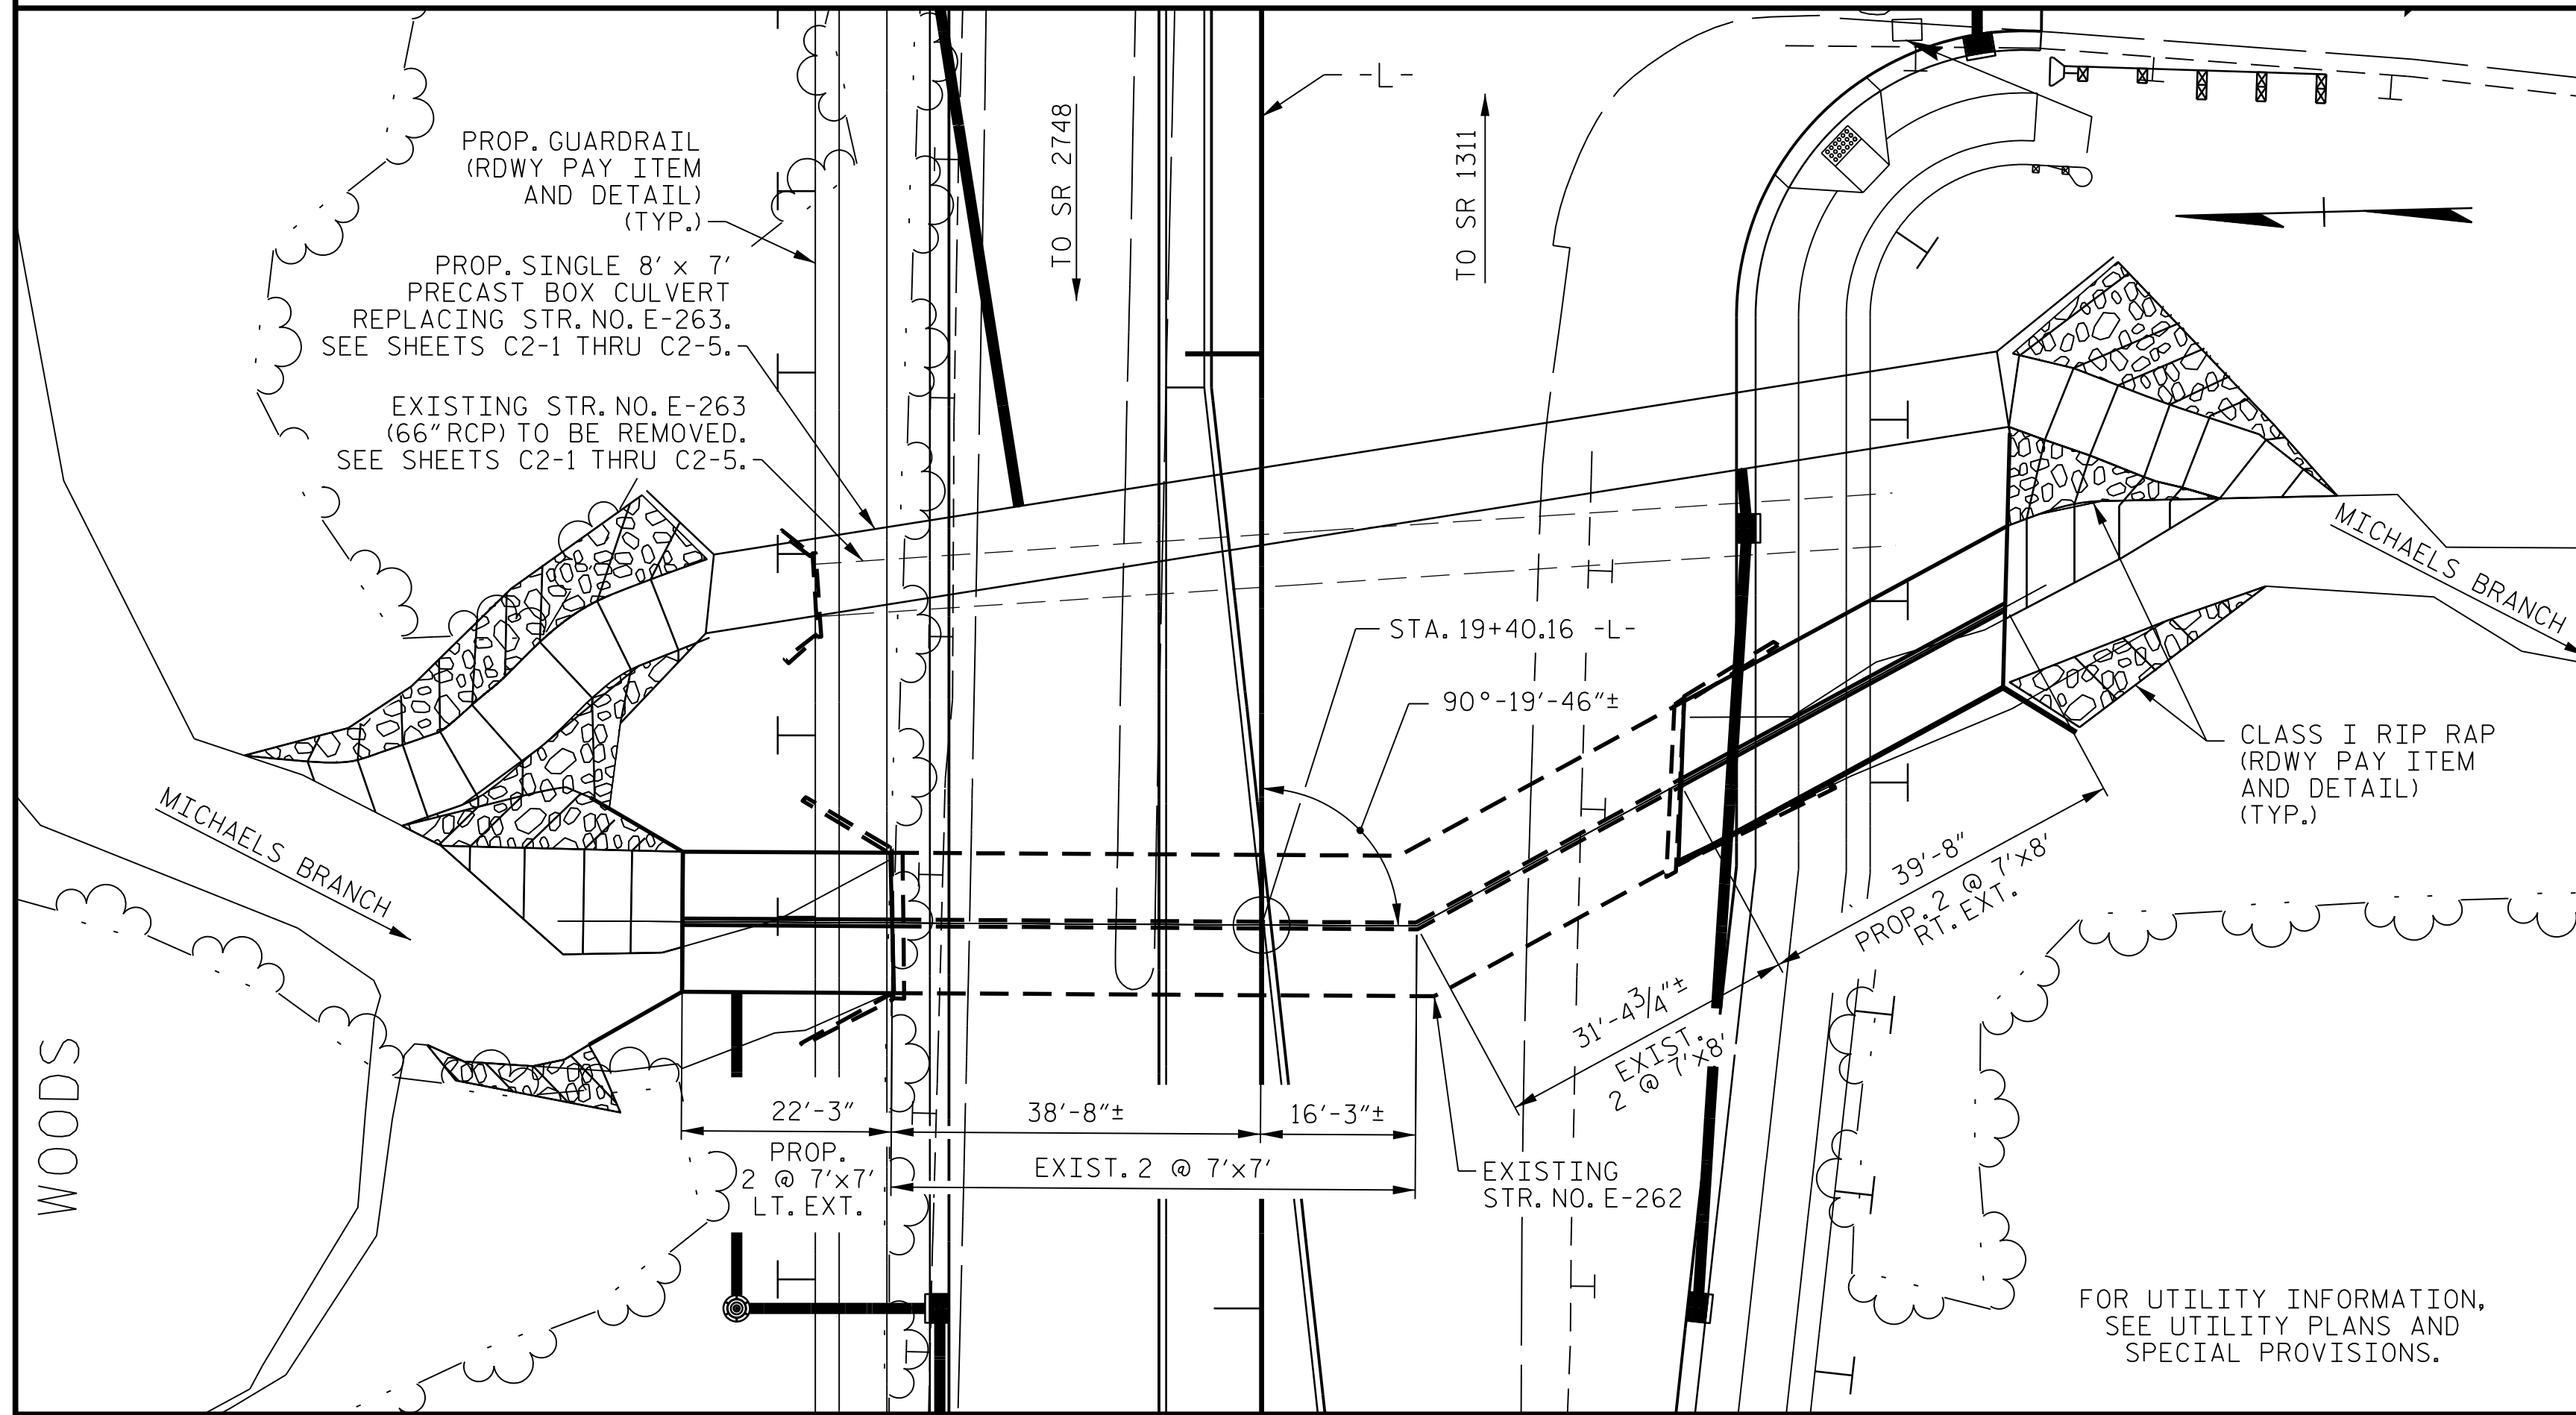 -L-
TO SR 2748
TO SR 1311
PROP. GUARDRAIL
(RDWY PAY ITEM
AND DETAIL)
(TYP.)
PROP. SINGLE 8' x 7'
PRECAST BOX CULVERT
REPLACING STR. NO. E-263.
SEE SHEETS C2-1 THRU C2-5.
EXISTING STR. NO. E-263
(66" RCP) TO BE REMOVED.
SEE SHEETS C2-1 THRU C2-5.
MICHAELS BRANCH
STA. 19+40.16 -L-
90°-19'-46"±
CLASS I RIP RAP
(RDWY PAY ITEM
AND DETAIL)
(TYP.)
MICHAELS BRANCH
39'-8"
PROP. 2 @ 7'x8'
RT. EXT.
31'-4¾"±
EXIST.
2 @ 7'x8'
WOODS
22'-3"
38'-8"±
16'-3"±
PROP.
2 @ 7'x7'
LT. EXT.
EXIST. 2 @ 7'x7'
EXISTING
STR. NO. E-262
FOR UTILITY INFORMATION,
SEE UTILITY PLANS AND
SPECIAL PROVISIONS.